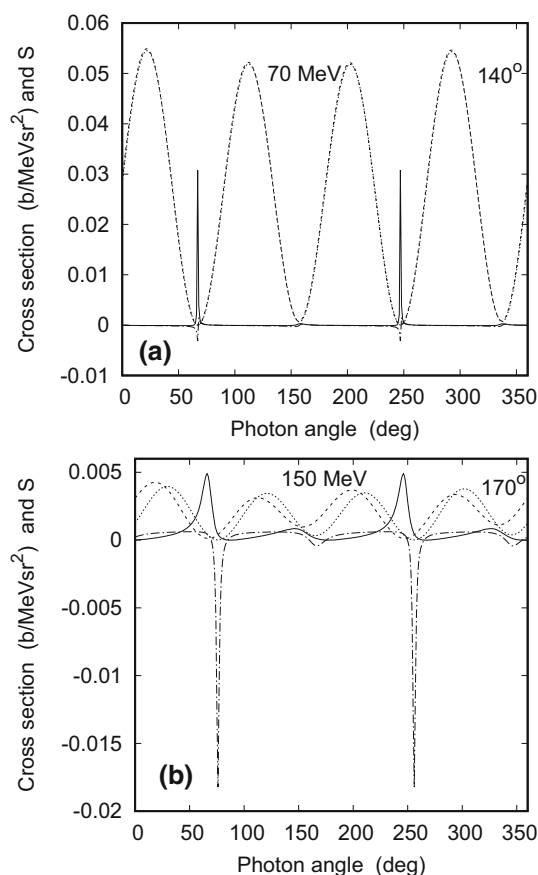 0.06
0.05
0.04
0.03
0.02
0.01
0
-0.01
Cross section (b/MeVsr²) and S
70 MeV
140°
(a)
0 50 100 150 200 250 300 350
Photon angle (deg)
0.005
0
-0.005
-0.01
-0.015
-0.02
Cross section (b/MeVsr²) and S
150 MeV
170°
(b)
0 50 100 150 200 250 300 350
Photon angle (deg)